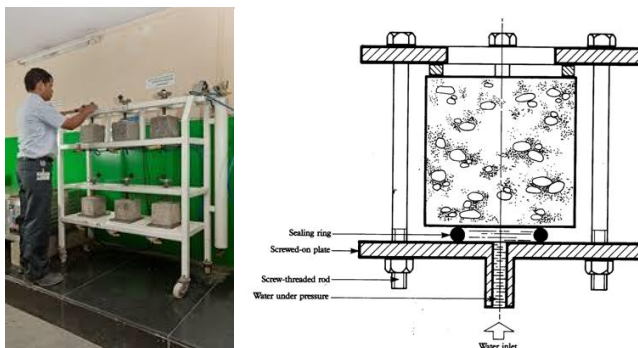 Sealing ring
Screwed-on plate
Screw-threaded rod
Water under pressure
Water inlet